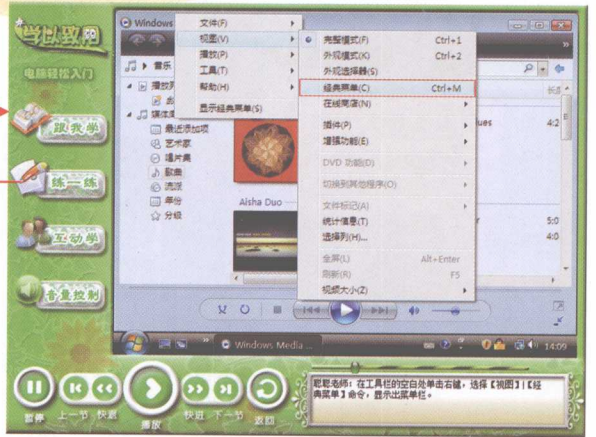 学以致用
电脑轻松入门
跟我学
练一练
互动学
音量控制
Windows
文件(F)
视图(V)
播放(P)
工具(T)
帮助(H)
显示经典菜单(S)
完整模式(F) Ctrl+1
外观模式(K) Ctrl+2
外观选择器(S)
经典菜单(C) Ctrl+M
在线商店(N)
插件(P)
增强功能(E)
DVD 功能(D)
切换到其他程序(O)
文件标记(A)
统计信息(T)
选择列(H)...
全屏(L) Alt+Enter
刷新(R) F5
视频大小(Z)
音乐
最近添加项
艺术家
唱片集
歌曲
流派
年份
分级
Aisha Duo
ues
4:2
r
5:0
4:0
Windows Media ...
14:09
暂停
上一节
快退
播放
快进
下一节
返回
聪聪老师：在工具栏的空白处单击右键，选择【视图】|【经
典菜单】命令，显示出菜单栏。